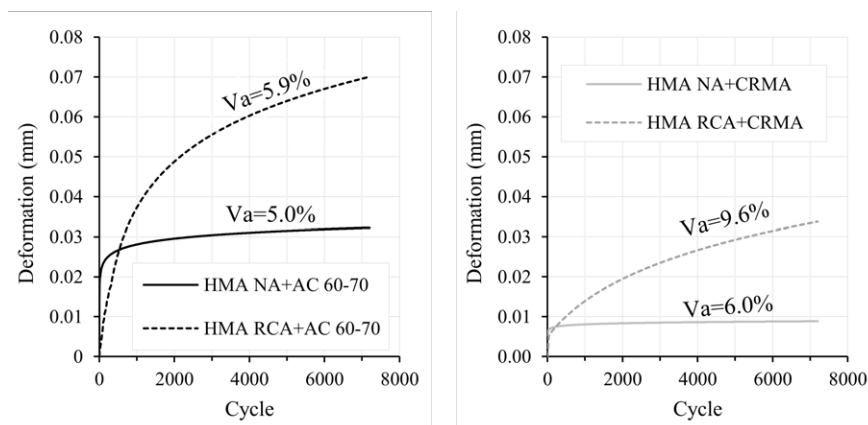 0.08
0.07
0.06
0.05
0.04
0.03
0.02
0.01
0
Deformation (mm)
Va=5.9%
Va=5.0%
HMA NA+AC 60-70
HMA RCA+AC 60-70
0 2000 4000 6000 8000
Cycle
0.08
0.07
0.06
0.05
0.04
0.03
0.02
0.01
0.00
Deformation (mm)
HMA NA+CRMA
HMA RCA+CRMA
Va=9.6%
Va=6.0%
0 2000 4000 6000 8000
Cycle